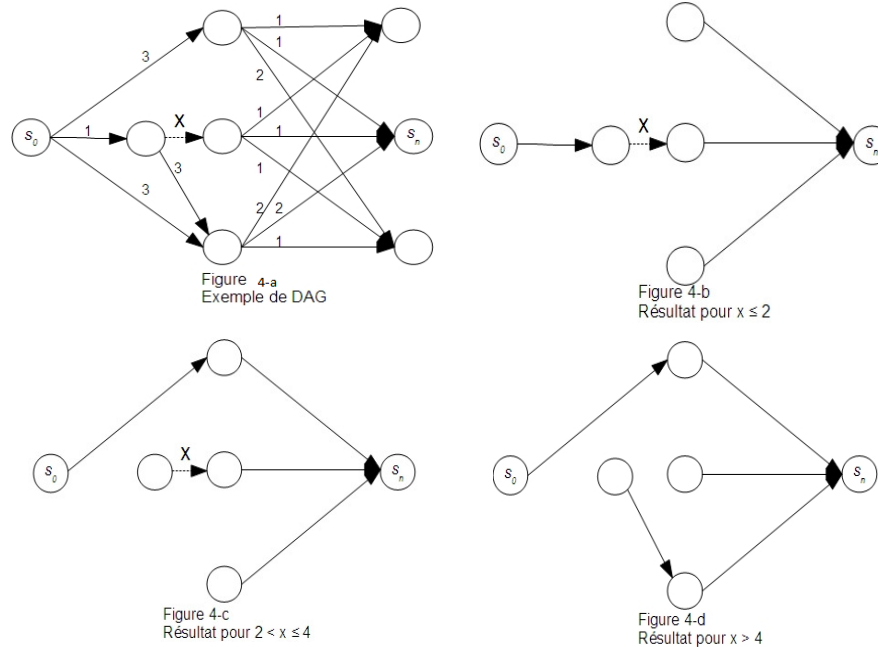 1
1
3
2
X
1
S0
1
1
Sn
3
1
3
2 2
1
Figure 4-a
Exemple de DAG
X
S0
Sn
Figure 4-b
Résultat pour x ≤ 2
X
S0
Sn
Figure 4-c
Résultat pour 2 < x ≤ 4
S0
Sn
Figure 4-d
Résultat pour x > 4